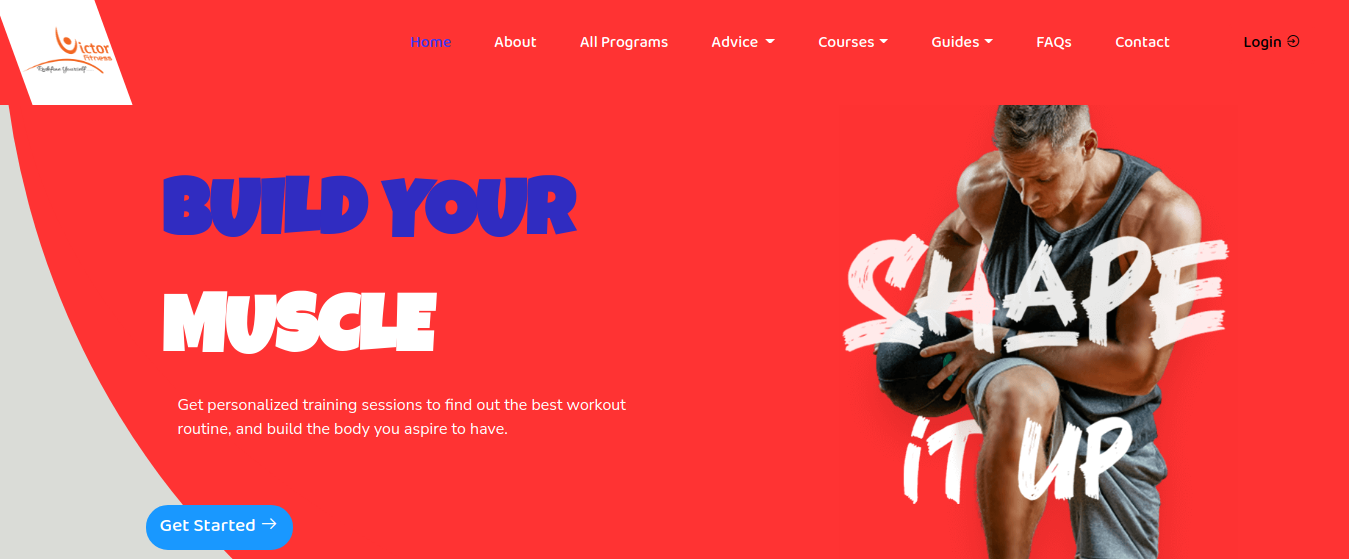 Victor
Fitness
Redefine Yourself
Home
About
All Programs
Advice
Courses
Guides
FAQs
Contact
Login
BUILD YOUR
MUSCLE
Get personalized training sessions to find out the best workout
routine, and build the body you aspire to have.
Get Started
SHAPE
iT UP